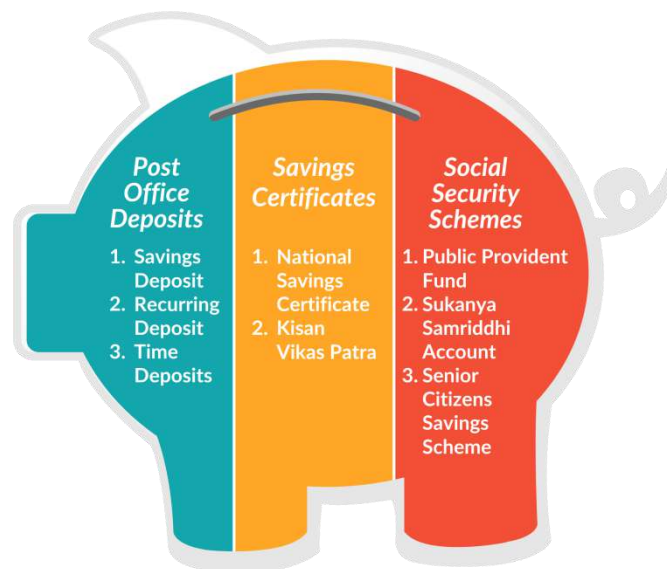 Post
Office
Deposits
1. Savings
Deposit
2. Recurring
Deposit
3. Time
Deposits
Savings
Certificates
1. National
Savings
Certificate
2. Kisan
Vikas Patra
Social
Security
Schemes
1. Public Provident
Fund
2. Sukanya
Samriddhi
Account
3. Senior
Citizens
Savings
Scheme